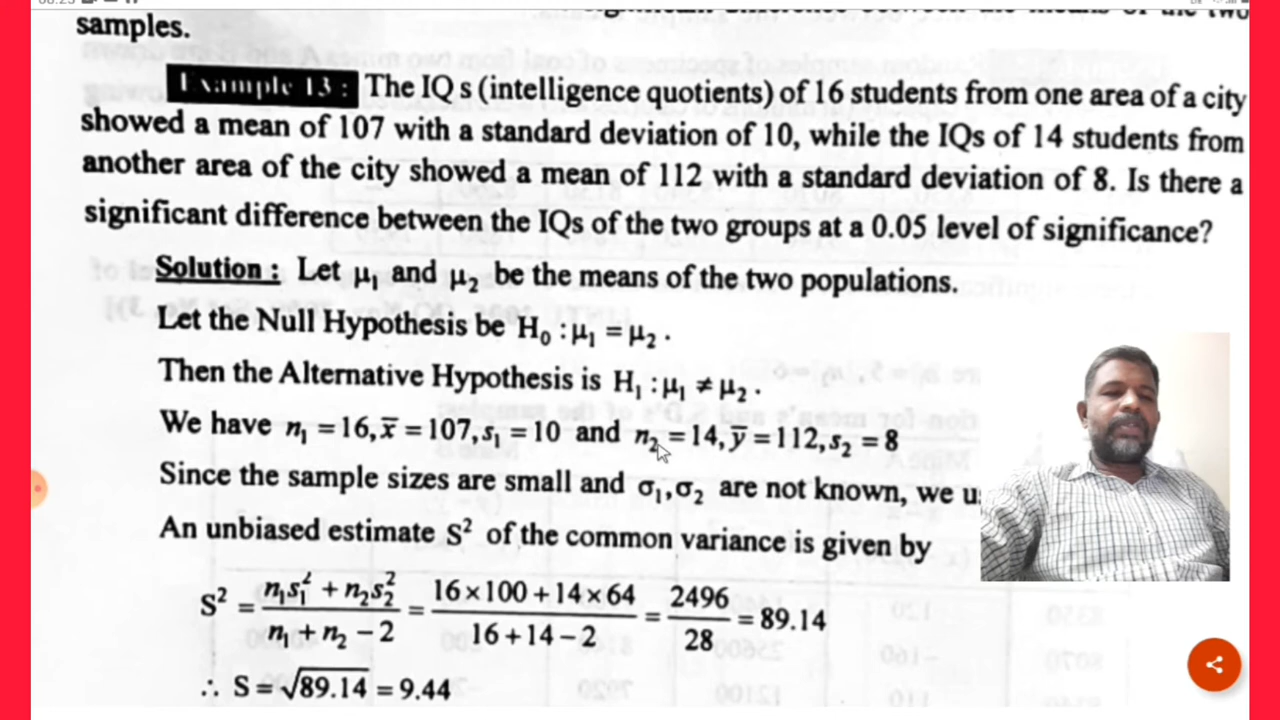 samples.
Example 13 : The IQ s (intelligence quotients) of 16 students from one area of a city
showed a mean of 107 with a standard deviation of 10, while the IQs of 14 students from
another area of the city showed a mean of 112 with a standard deviation of 8. Is there a
significant difference between the IQs of the two groups at a 0.05 level of significance?
Solution : Let μ₁ and μ₂ be the means of the two populations.
Let the Null Hypothesis be H₀ : μ₁ = μ₂ .
Then the Alternative Hypothesis is H₁ : μ₁ ≠ μ₂ .
We have n₁ = 16, x̅ = 107, s₁ = 10 and n₂ = 14, y̅ = 112, s₂ = 8
Since the sample sizes are small and σ₁, σ₂ are not known, we
An unbiased estimate S² of the common variance is given by
S² = (n₁s₁² + n₂s₂²) / (n₁ + n₂ − 2) = (16 × 100 + 14 × 64) / (16 + 14 − 2) = 2496 / 28 = 89.14
∴ S = √89.14 = 9.44